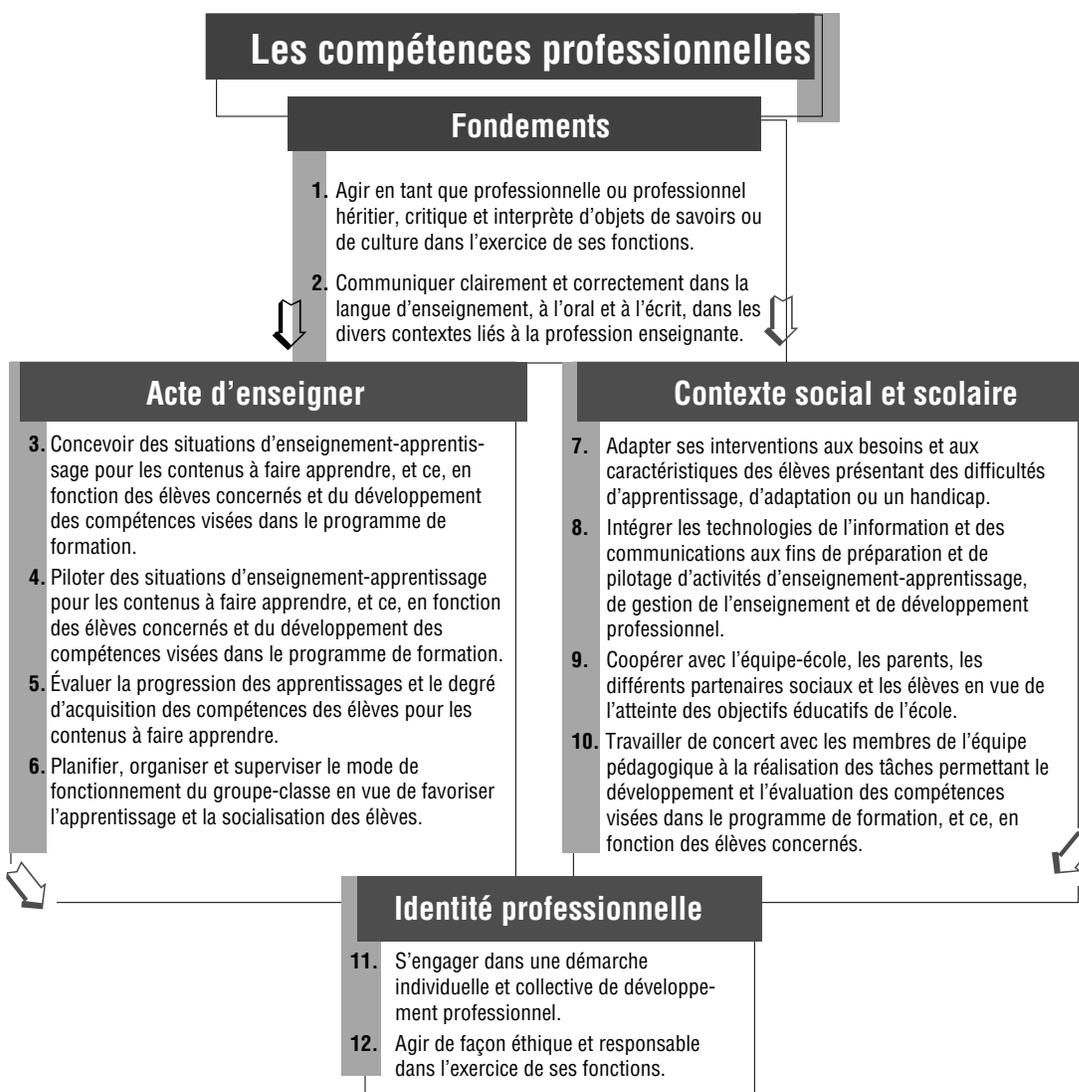 Les compétences professionnelles
Fondements
1. Agir en tant que professionnelle ou professionnel
héritier, critique et interprète d'objets de savoirs ou
de culture dans l'exercice de ses fonctions.
2. Communiquer clairement et correctement dans la
langue d'enseignement, à l'oral et à l'écrit, dans les
divers contextes liés à la profession enseignante.
Acte d'enseigner
3. Concevoir des situations d'enseignement-apprentis-
sage pour les contenus à faire apprendre, et ce, en
fonction des élèves concernés et du développement
des compétences visées dans le programme de
formation.
4. Piloter des situations d'enseignement-apprentissage
pour les contenus à faire apprendre, et ce, en fonction
des élèves concernés et du développement des
compétences visées dans le programme de formation.
5. Évaluer la progression des apprentissages et le degré
d'acquisition des compétences des élèves pour les
contenus à faire apprendre.
6. Planifier, organiser et superviser le mode de
fonctionnement du groupe-classe en vue de favoriser
l'apprentissage et la socialisation des élèves.
Contexte social et scolaire
7. Adapter ses interventions aux besoins et aux
caractéristiques des élèves présentant des difficultés
d'apprentissage, d'adaptation ou un handicap.
8. Intégrer les technologies de l'information et des
communications aux fins de préparation et de
pilotage d'activités d'enseignement-apprentissage,
de gestion de l'enseignement et de développement
professionnel.
9. Coopérer avec l'équipe-école, les parents, les
différents partenaires sociaux et les élèves en vue de
l'atteinte des objectifs éducatifs de l'école.
10. Travailler de concert avec les membres de l'équipe
pédagogique à la réalisation des tâches permettant le
développement et l'évaluation des compétences
visées dans le programme de formation, et ce, en
fonction des élèves concernés.
Identité professionnelle
11. S'engager dans une démarche
individuelle et collective de développe-
ment professionnel.
12. Agir de façon éthique et responsable
dans l'exercice de ses fonctions.